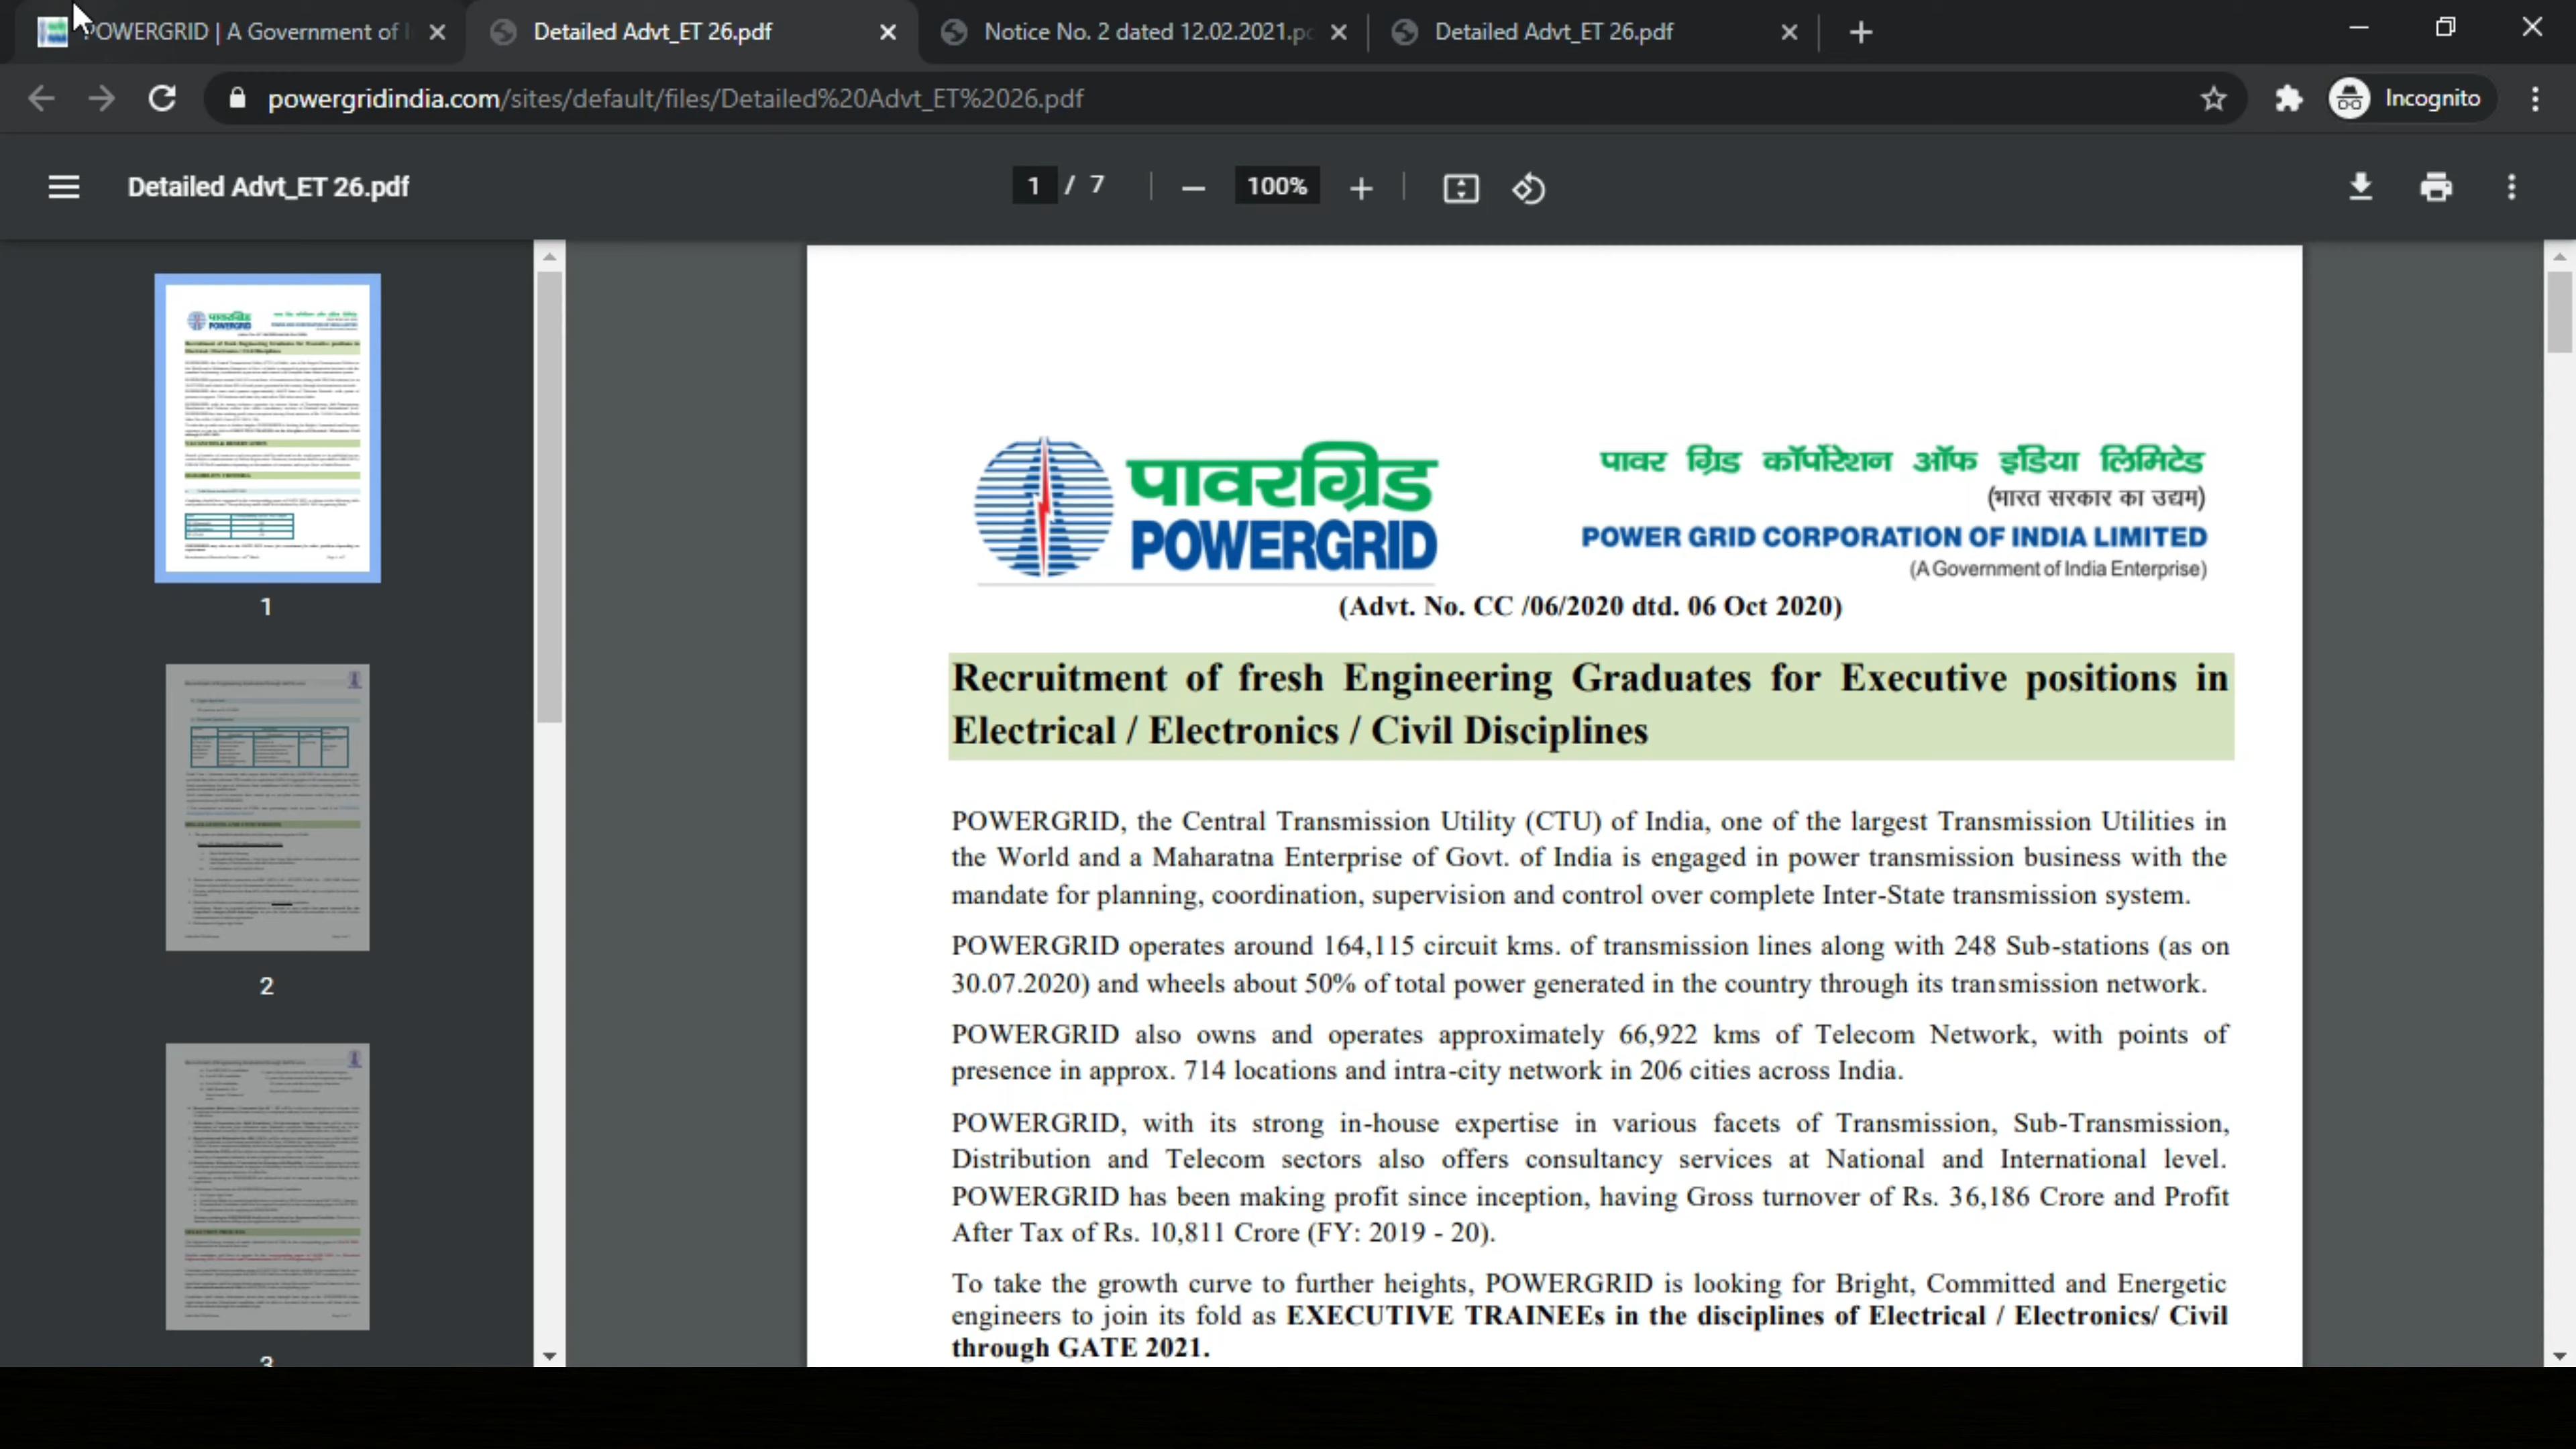 POWERGRID | A Government of
Detailed Advt_ET 26.pdf
Notice No. 2 dated 12.02.2021.pd
Detailed Advt_ET 26.pdf
powergridindia.com/sites/default/files/Detailed%20Advt_ET%2026.pdf
Incognito
Detailed Advt_ET 26.pdf
1 / 7
100%
1
2
3
पावरग्रिड
POWERGRID
पावर ग्रिड कॉर्पोरेशन ऑफ इंडिया लिमिटेड
(भारत सरकार का उद्यम)
POWER GRID CORPORATION OF INDIA LIMITED
(A Government of India Enterprise)
(Advt. No. CC /06/2020 dtd. 06 Oct 2020)
Recruitment of fresh Engineering Graduates for Executive positions in
Electrical / Electronics / Civil Disciplines
POWERGRID, the Central Transmission Utility (CTU) of India, one of the largest Transmission Utilities in
the World and a Maharatna Enterprise of Govt. of India is engaged in power transmission business with the
mandate for planning, coordination, supervision and control over complete Inter-State transmission system.
POWERGRID operates around 164,115 circuit kms. of transmission lines along with 248 Sub-stations (as on
30.07.2020) and wheels about 50% of total power generated in the country through its transmission network.
POWERGRID also owns and operates approximately 66,922 kms of Telecom Network, with points of
presence in approx. 714 locations and intra-city network in 206 cities across India.
POWERGRID, with its strong in-house expertise in various facets of Transmission, Sub-Transmission,
Distribution and Telecom sectors also offers consultancy services at National and International level.
POWERGRID has been making profit since inception, having Gross turnover of Rs. 36,186 Crore and Profit
After Tax of Rs. 10,811 Crore (FY: 2019 - 20).
To take the growth curve to further heights, POWERGRID is looking for Bright, Committed and Energetic
engineers to join its fold as EXECUTIVE TRAINEEs in the disciplines of Electrical / Electronics/ Civil
through GATE 2021.